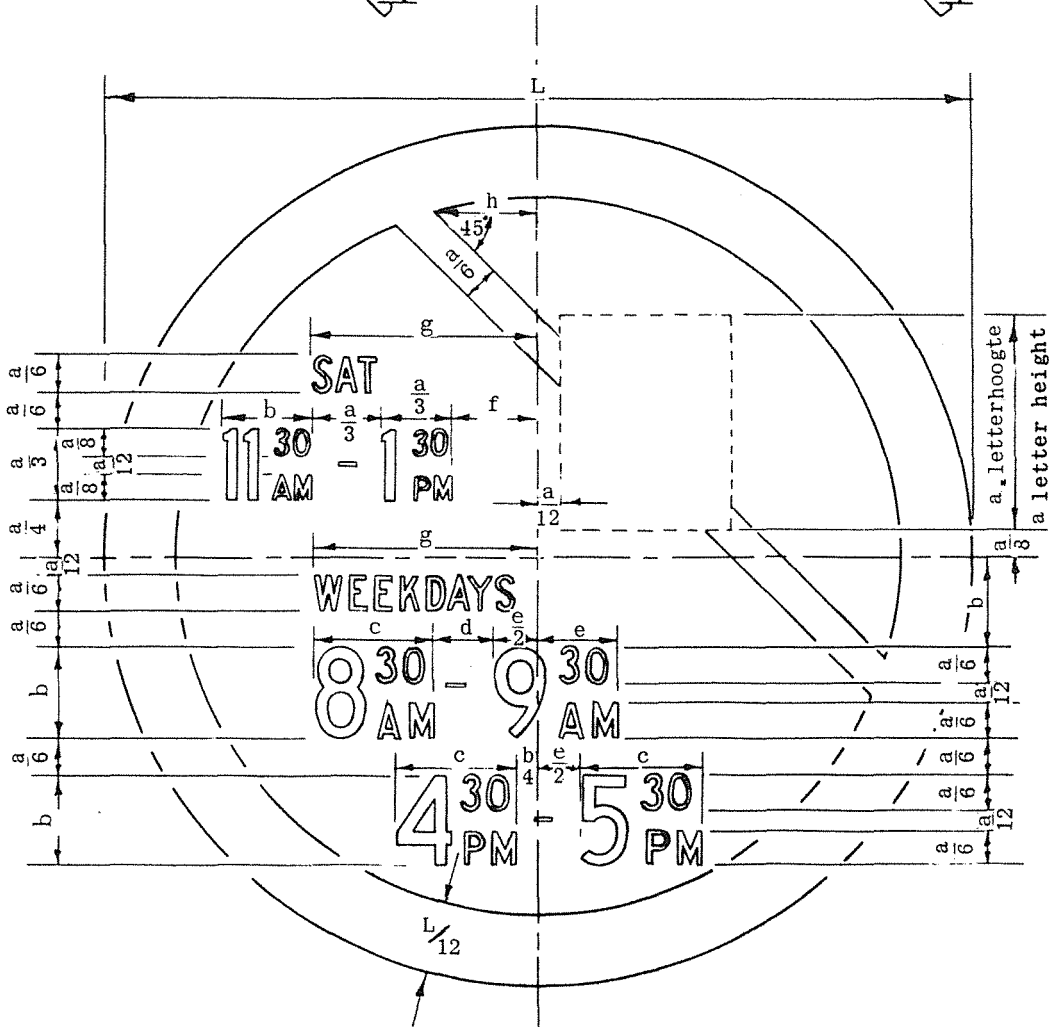 L
h
45°
a/6
g
a/6
SAT
a/6
b a/3 a/3 f
a/3 a/8 a/12 a/8
11 30 AM - 1 30 PM
a/12
a letterhoogte
a letter height
a/4
g
a/8
a/12
a/6
WEEKDAYS
b
a/6
c d e/2 e
b
8 30 AM - 9 30 AM
a/6
a/12
a/6
a/6
c b/4 e/2 c
a/6
b
4 30 PM - 5 30 PM
a/6
a/12
a/6
L/12